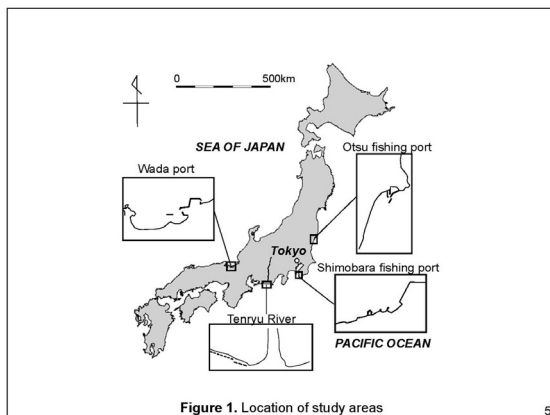 0 500km
SEA OF JAPAN
Otsu fishing port
Wada port
Tokyo
Shimobara fishing port
Tenryu River
PACIFIC OCEAN
Figure 1. Location of study areas
5